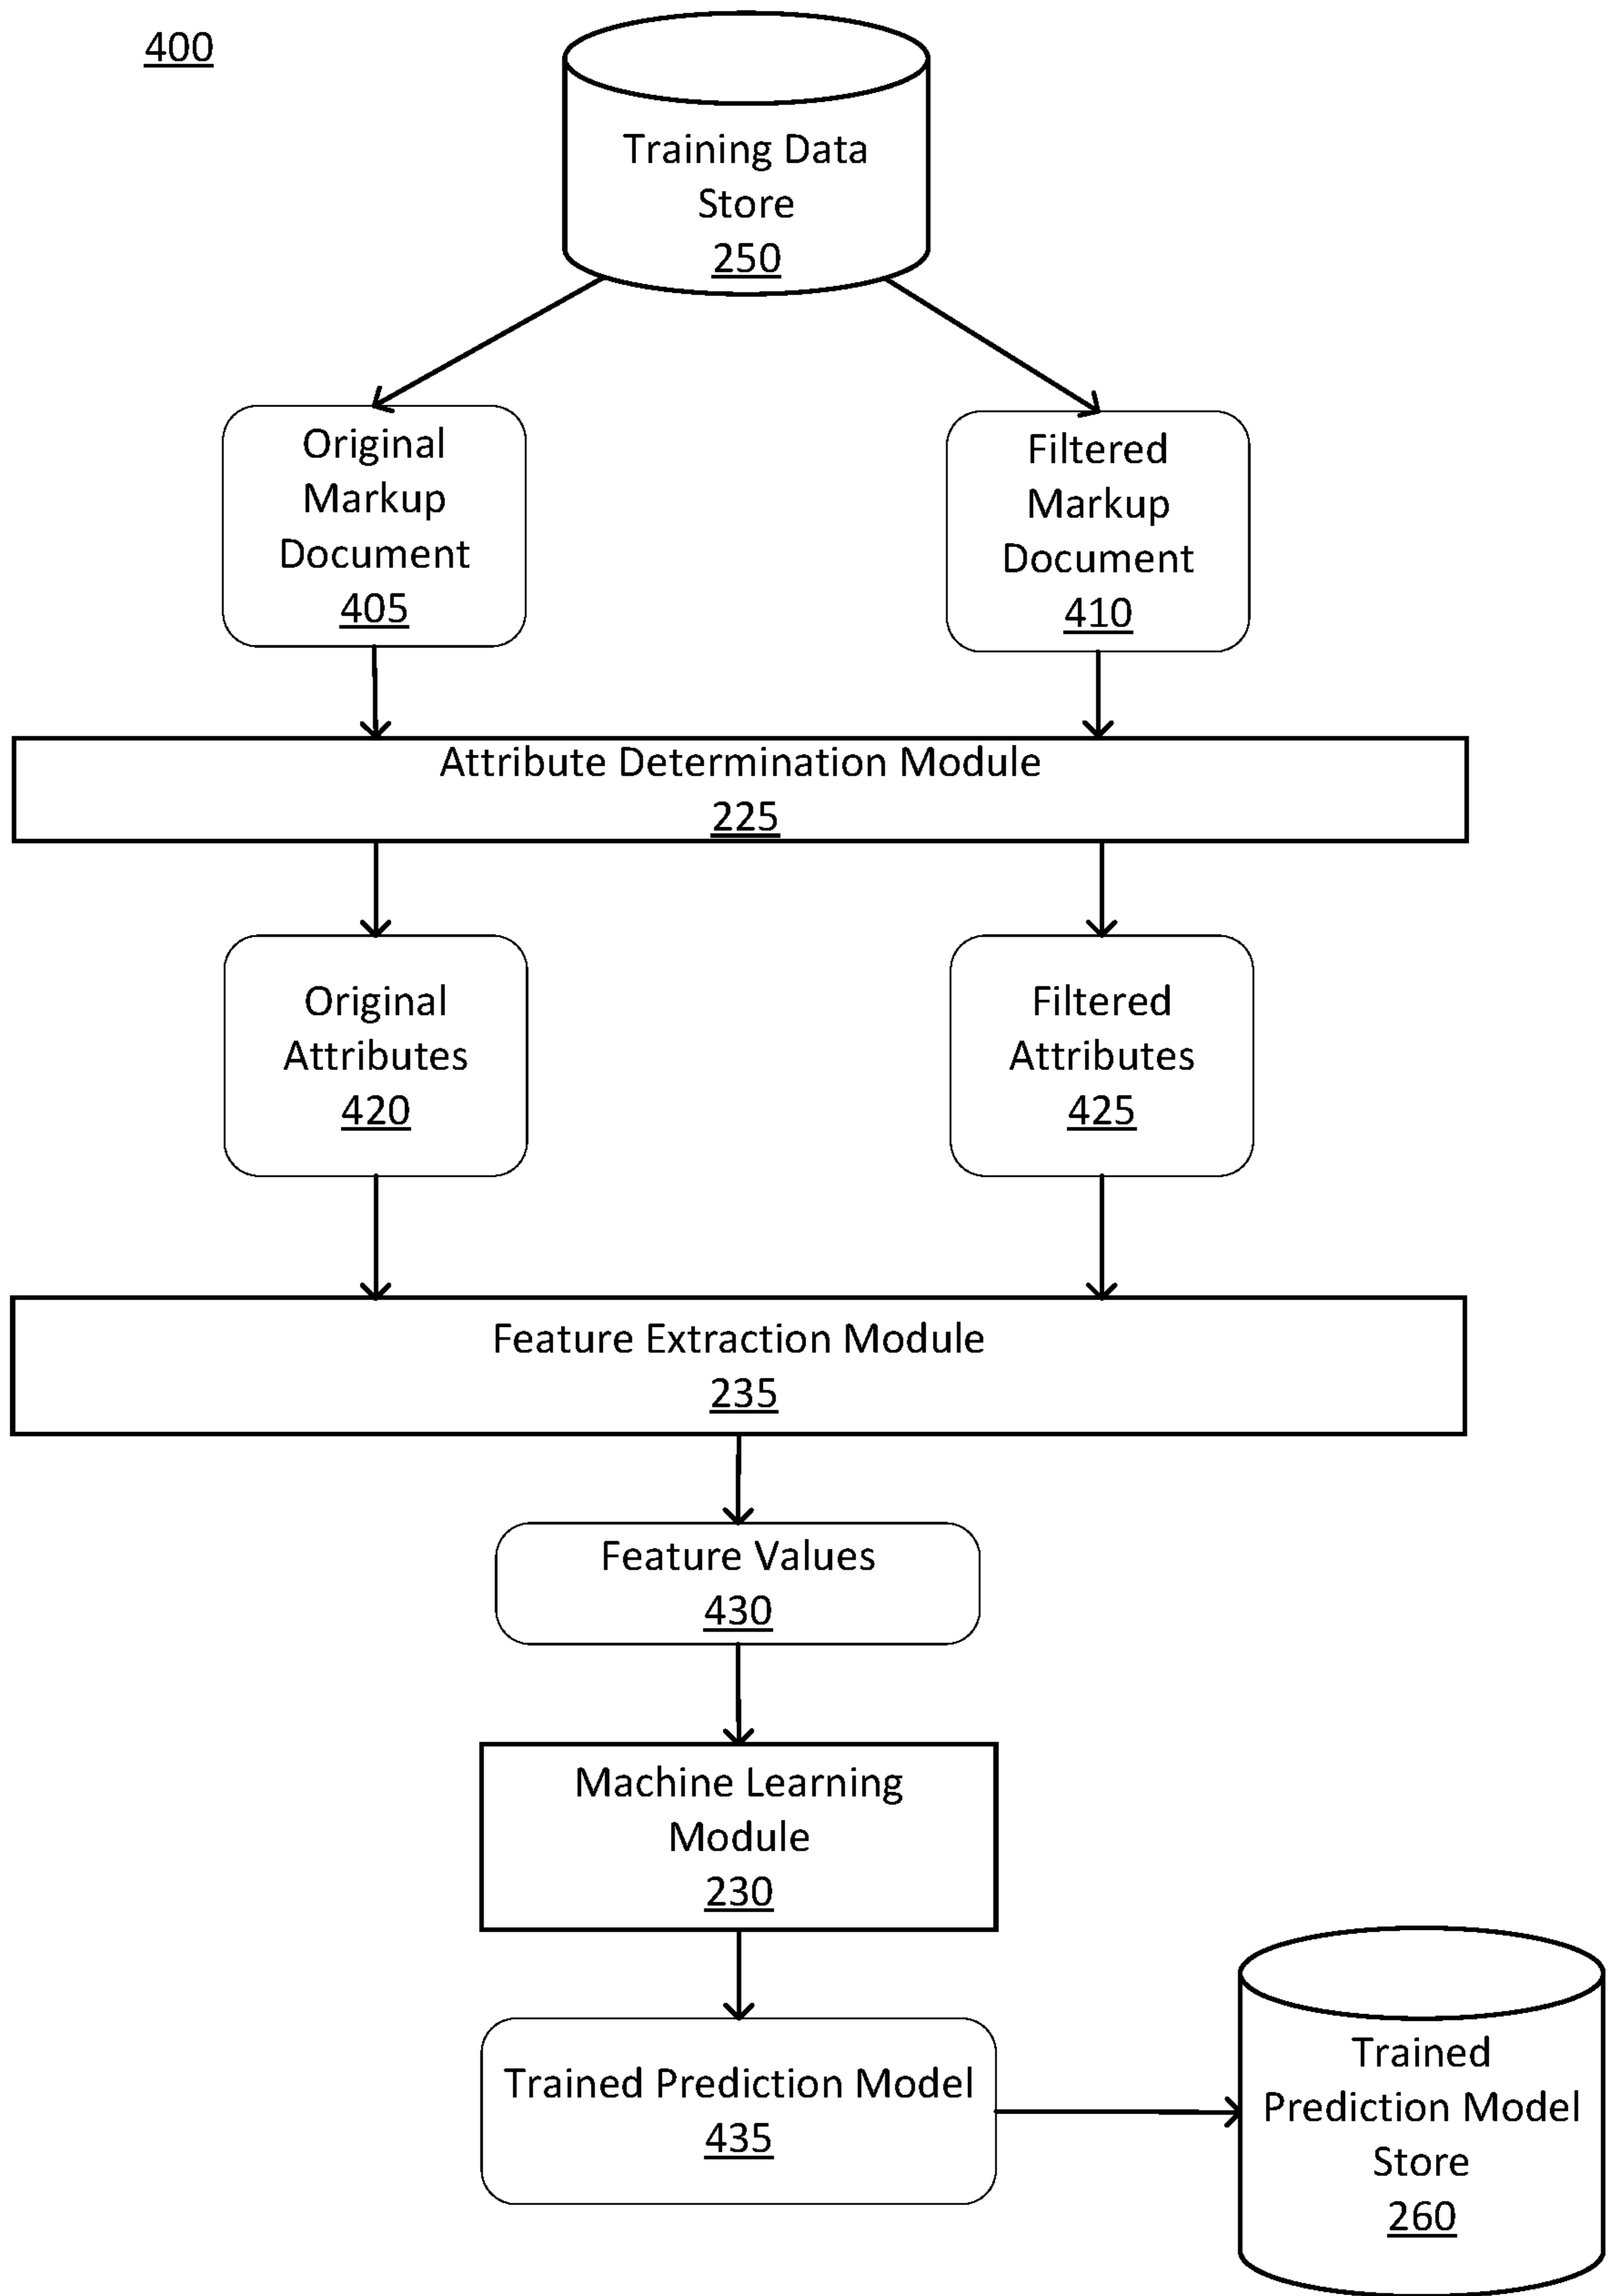 400
Training Data
Store
250
Original
Markup
Document
405
Filtered
Markup
Document
410
Attribute Determination Module
225
Original
Attributes
420
Filtered
Attributes
425
Feature Extraction Module
235
Feature Values
430
Machine Learning
Module
230
Trained Prediction Model
435
Trained
Prediction Model
Store
260